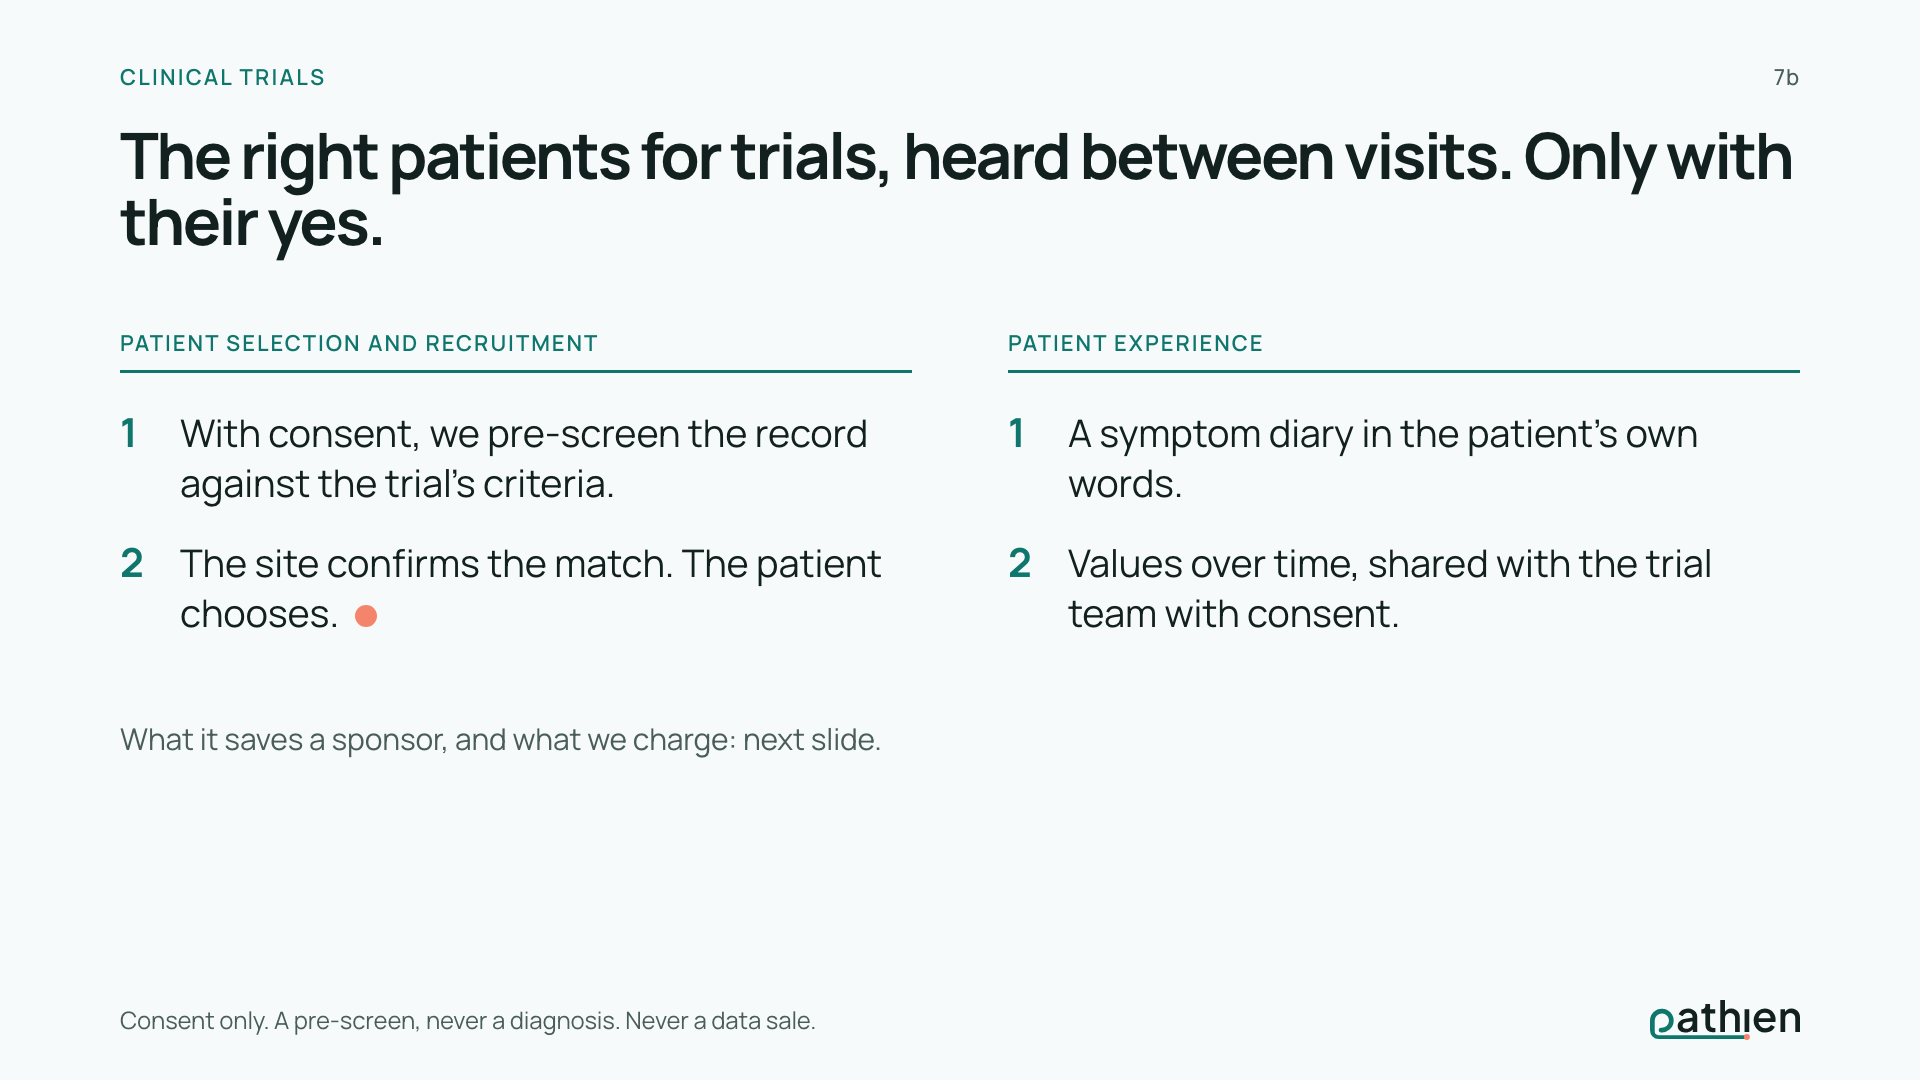 CLINICAL TRIALS
7b
The right patients for trials, heard between visits. Only with
their yes.
PATIENT SELECTION AND RECRUITMENT
1 With consent, we pre-screen the record
against the trial’s criteria.
2 The site confirms the match. The patient
chooses.
PATIENT EXPERIENCE
1 A symptom diary in the patient’s own
words.
2 Values over time, shared with the trial
team with consent.
What it saves a sponsor, and what we charge: next slide.
Consent only. A pre-screen, never a diagnosis. Never a data sale.
pathıen